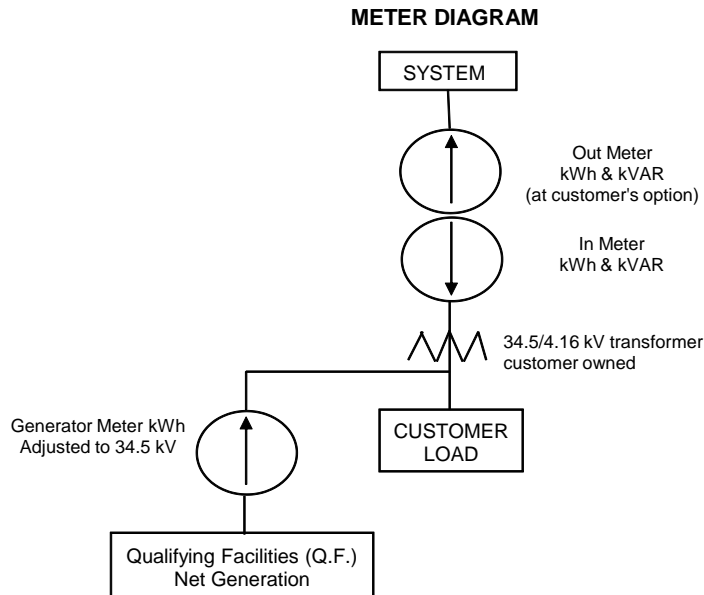 METER DIAGRAM
SYSTEM
Out Meter
kWh & kVAR
(at customer's option)
In Meter
kWh & kVAR
34.5/4.16 kV transformer
customer owned
Generator Meter kWh
Adjusted to 34.5 kV
CUSTOMER
LOAD
Qualifying Facilities (Q.F.)
Net Generation